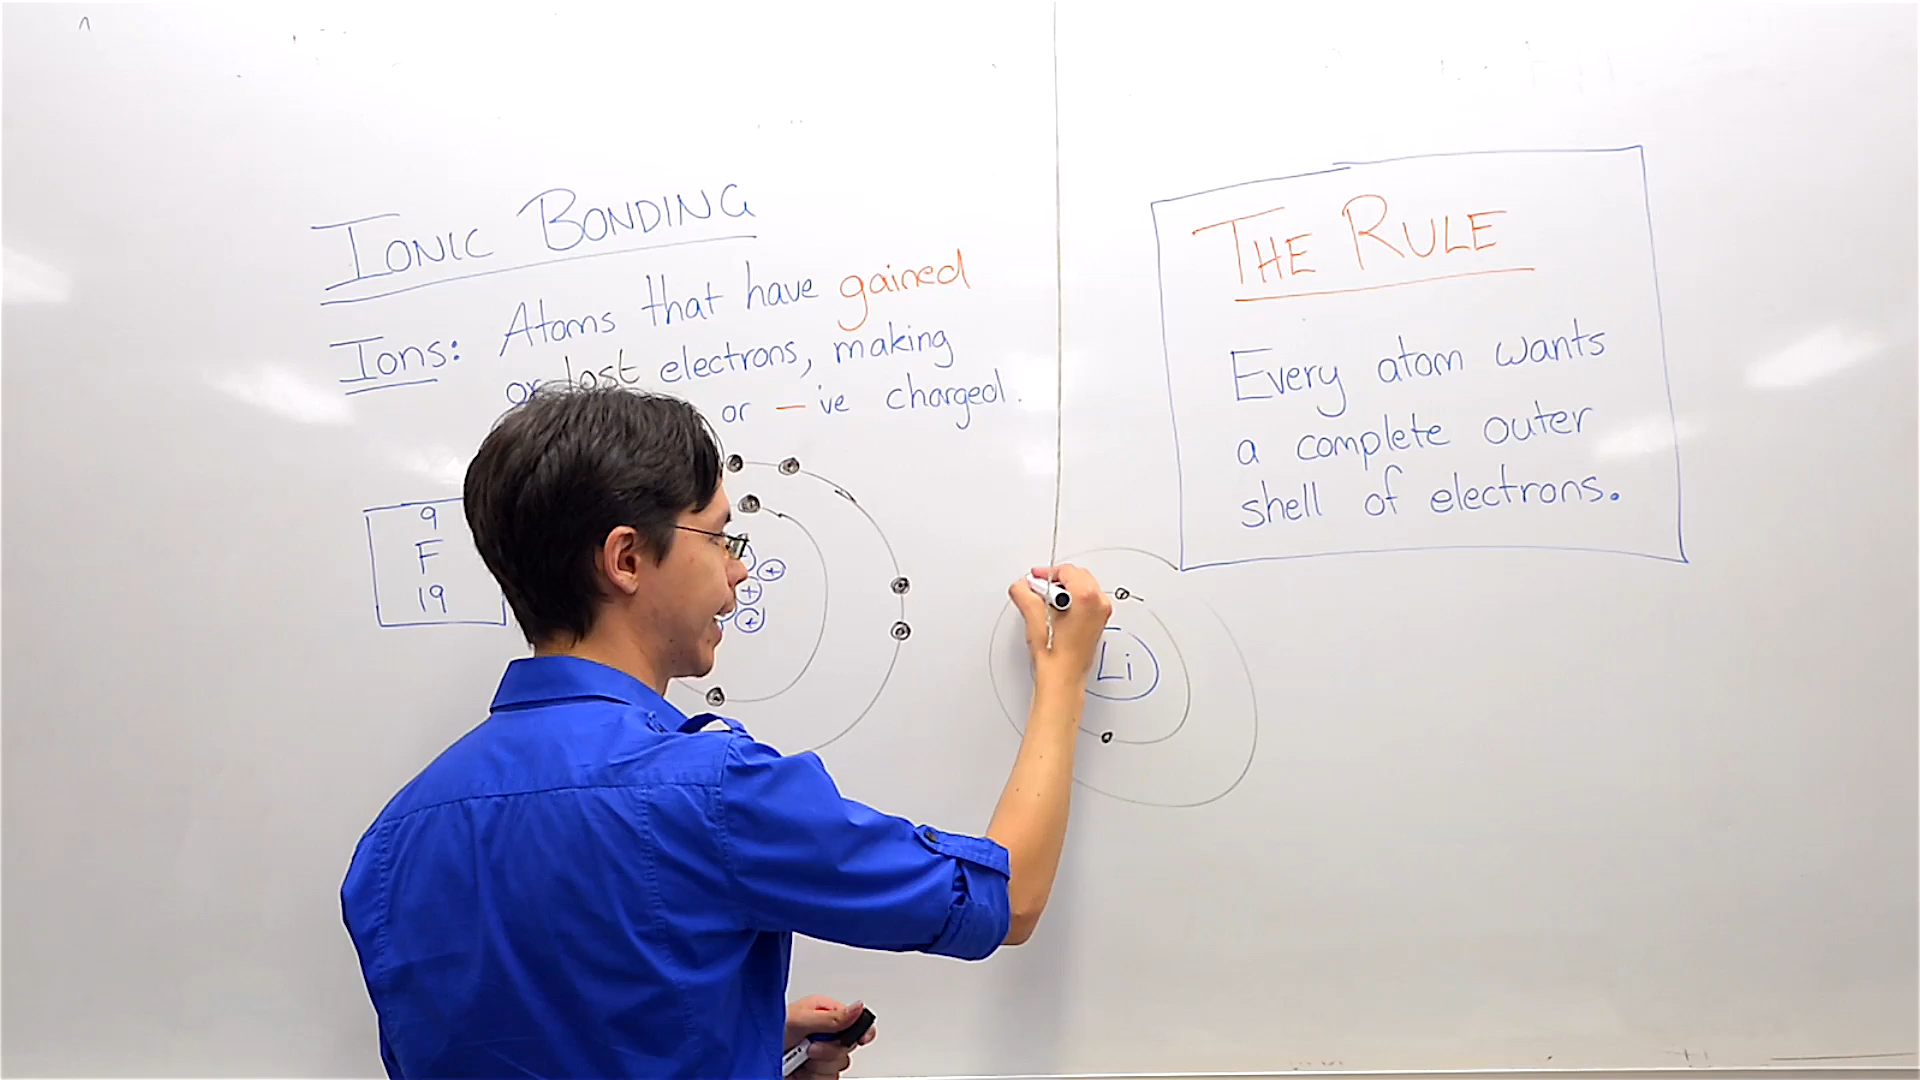 IONIC BONDING
Ions: Atoms that have gained
or lost electrons, making
or – 've charged.
9
F
19
+
+
+
Li
THE RULE
Every atom wants
a complete outer
shell of electrons.